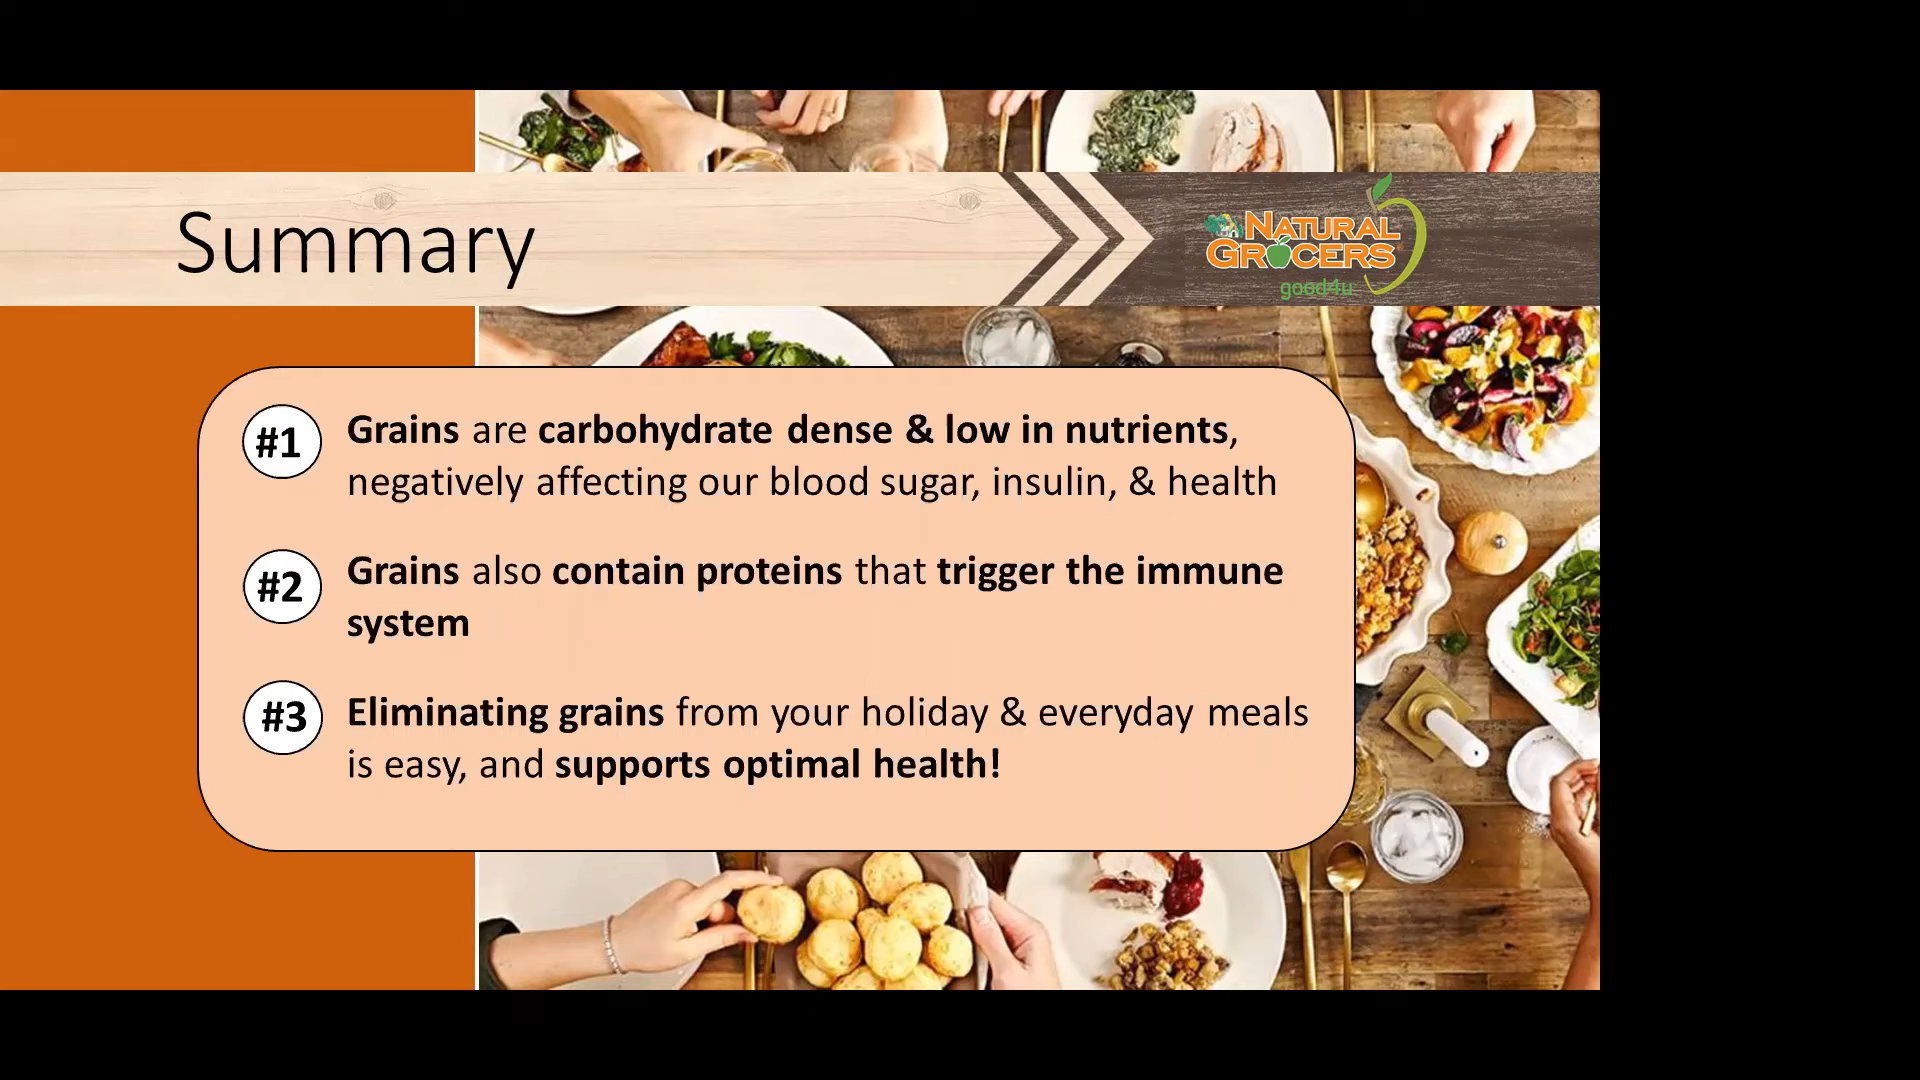 Summary
NATURAL
GROCERS
good4u
#1
Grains are carbohydrate dense & low in nutrients,
negatively affecting our blood sugar, insulin, & health
#2
Grains also contain proteins that trigger the immune
system
#3
Eliminating grains from your holiday & everyday meals
is easy, and supports optimal health!